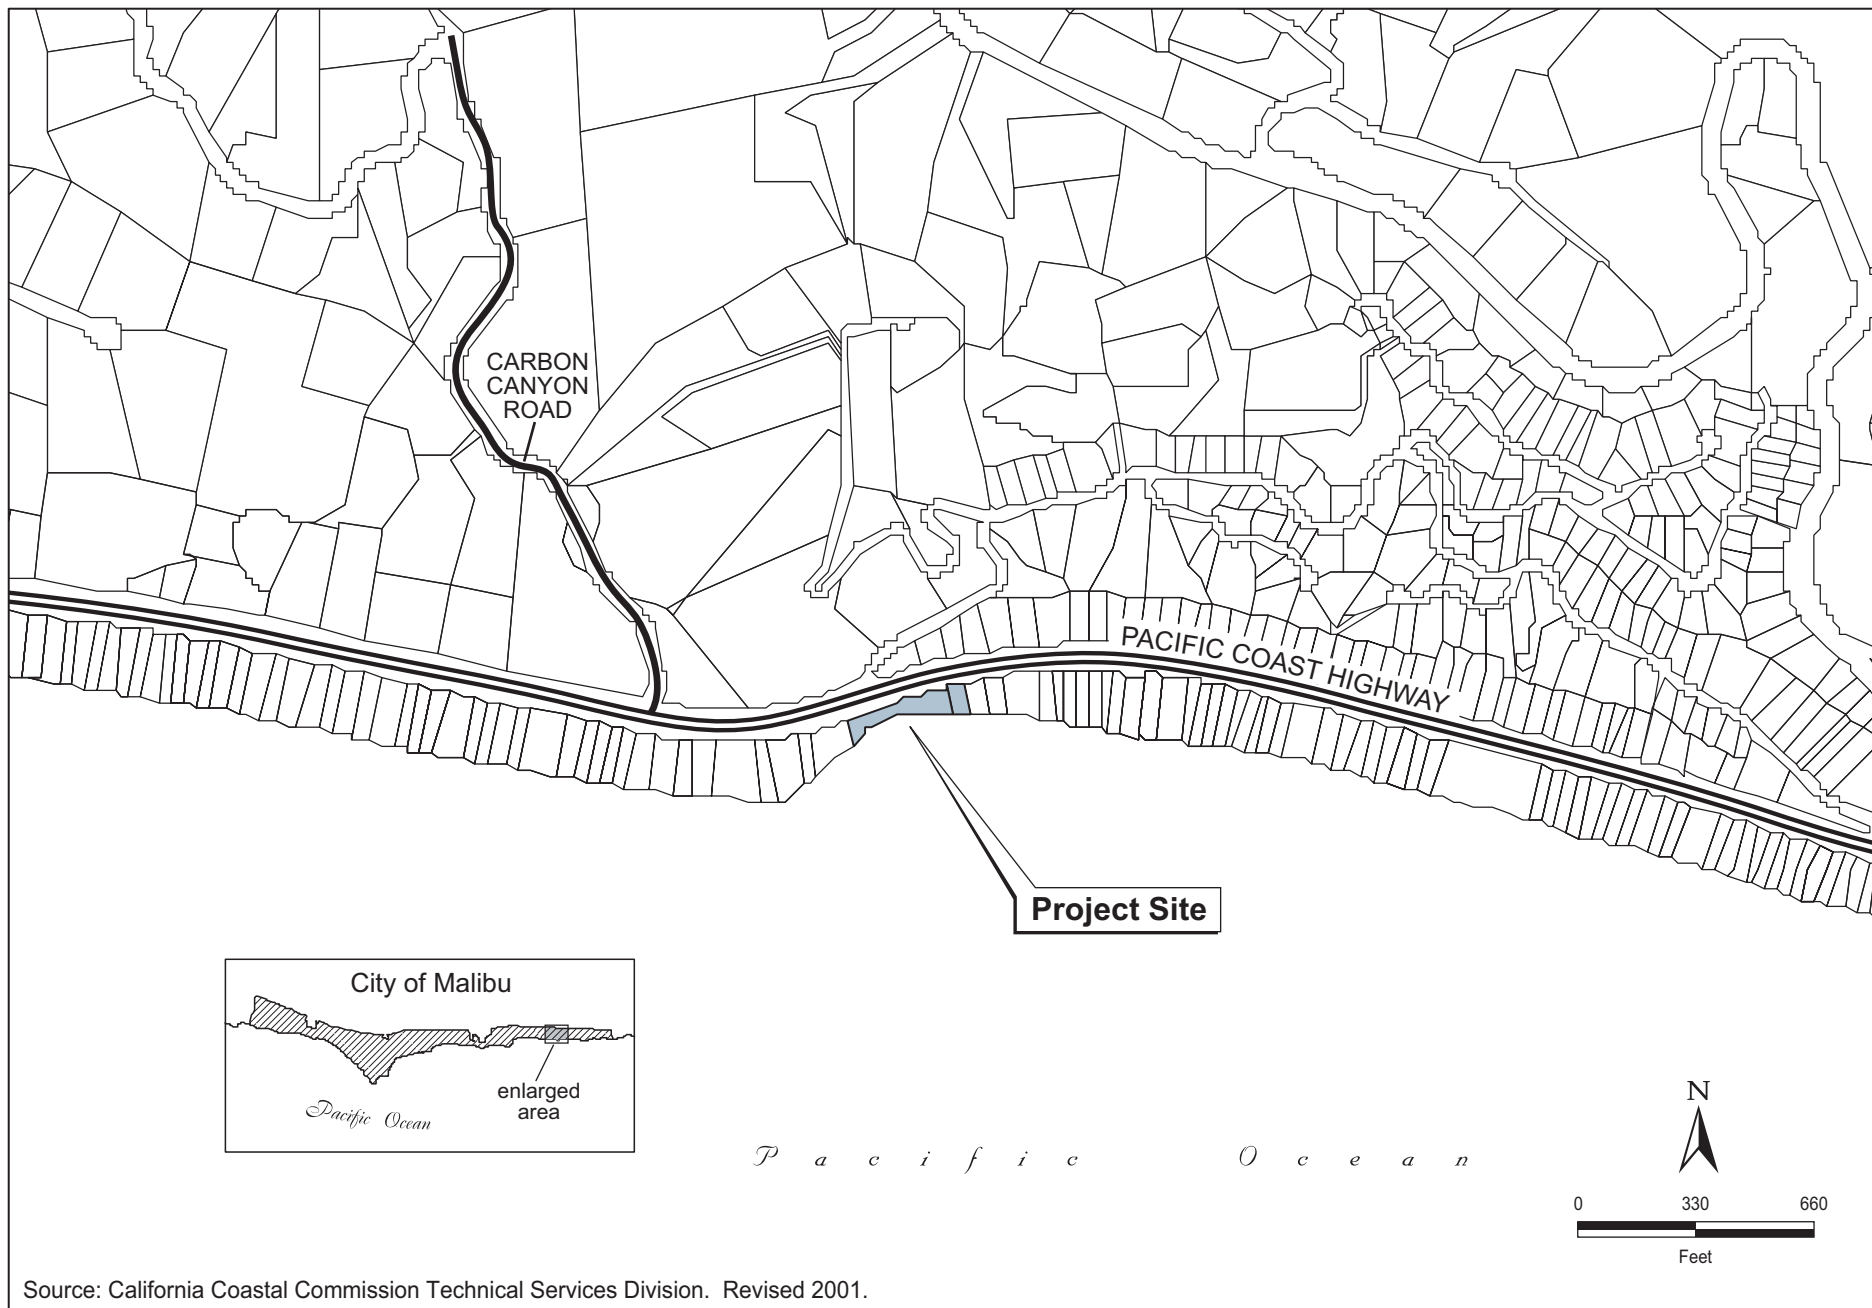 CARBON
CANYON
ROAD
PACIFIC COAST HIGHWAY
Project Site
City of Malibu
enlarged
area
Pacific Ocean
Pacific Ocean
N
0 330 660
Feet
Source: California Coastal Commission Technical Services Division. Revised 2001.